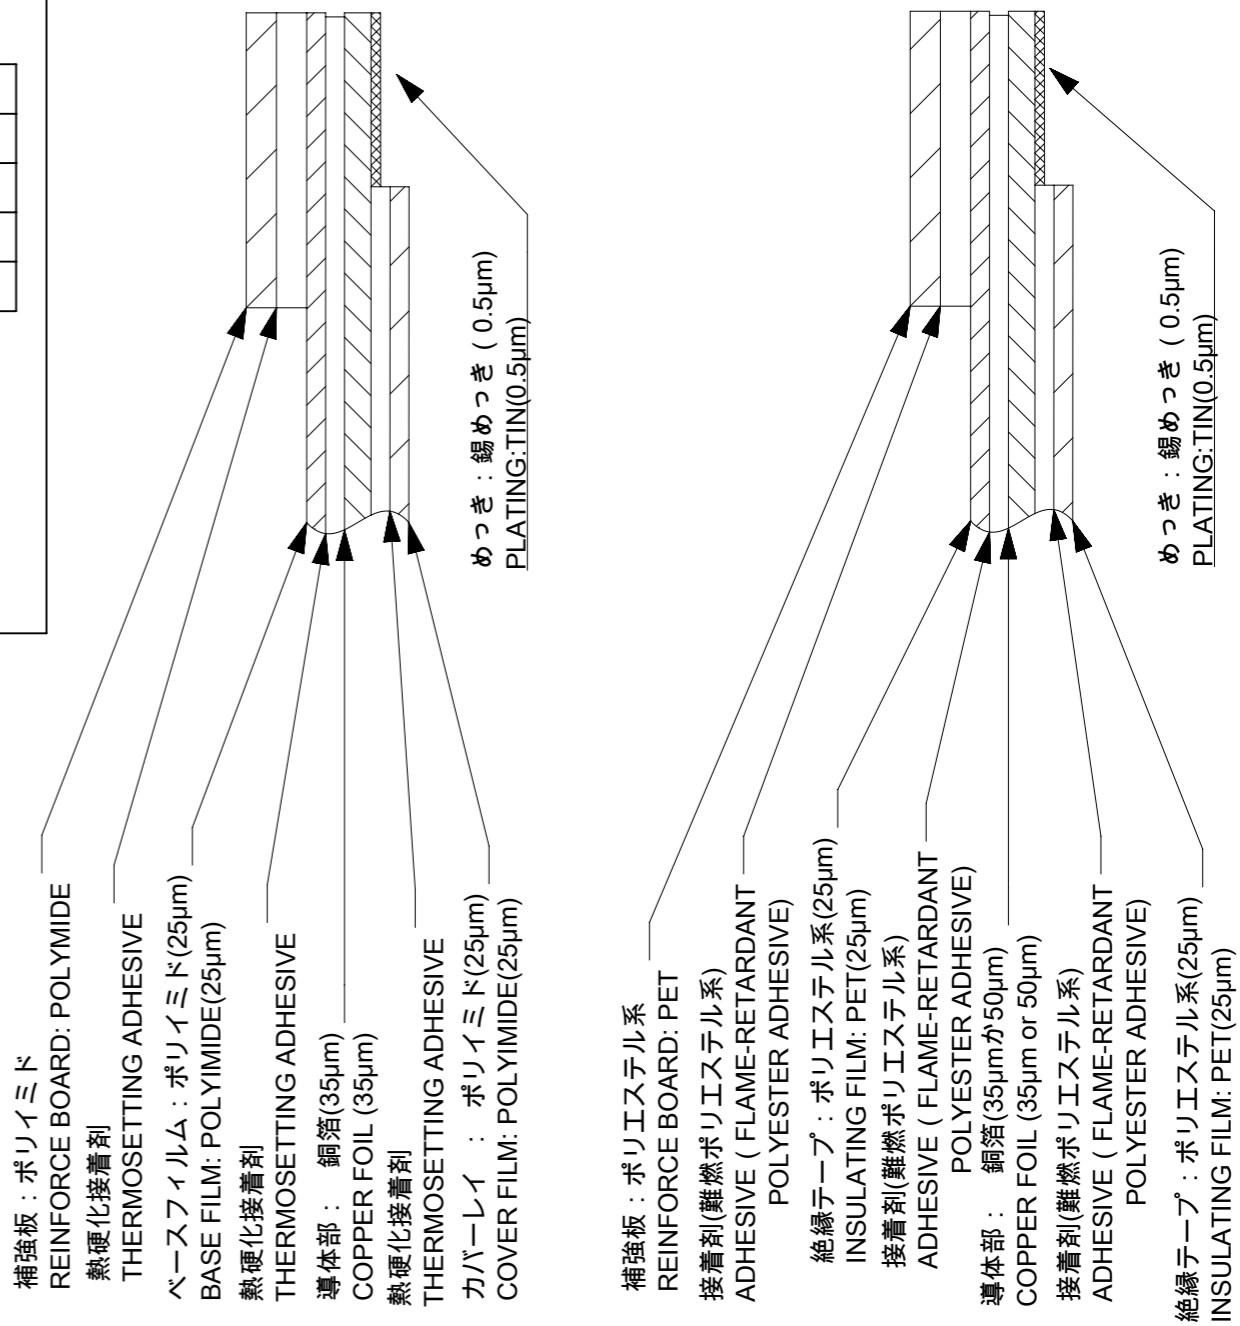 補強板：ポリイミド
REINFORCE BOARD: POLYMIDE
熱硬化接着剤
THERMOSETTING ADHESIVE
ベースフィルム：ポリイミド(25μm)
BASE FILM: POLYIMIDE(25μm)
熱硬化接着剤
THERMOSETTING ADHESIVE
導体部： 銅箔(35μm)
COPPER FOIL (35μm)
熱硬化接着剤
THERMOSETTING ADHESIVE
カバーレイ ： ポリイミド(25μm)
COVER FILM: POLYIMIDE(25μm)
めっき：錫めっき ( 0.5μm)
PLATING:TIN(0.5μm)
補強板：ポリエステル系
REINFORCE BOARD: PET
接着剤(難燃ポリエステル系)
ADHESIVE ( FLAME-RETARDANT
POLYESTER ADHESIVE)
絶縁テープ：ポリエステル系(25μm)
INSULATING FILM: PET(25μm)
接着剤(難燃ポリエステル系)
ADHESIVE ( FLAME-RETARDANT
POLYESTER ADHESIVE)
導体部： 銅箔(35μmか50μm)
COPPER FOIL (35μm or 50μm)
接着剤(難燃ポリエステル系)
ADHESIVE ( FLAME-RETARDANT
POLYESTER ADHESIVE)
絶縁テープ：ポリエステル系(25μm)
INSULATING FILM: PET(25μm)
めっき：錫めっき ( 0.5μm)
PLATING:TIN(0.5μm)